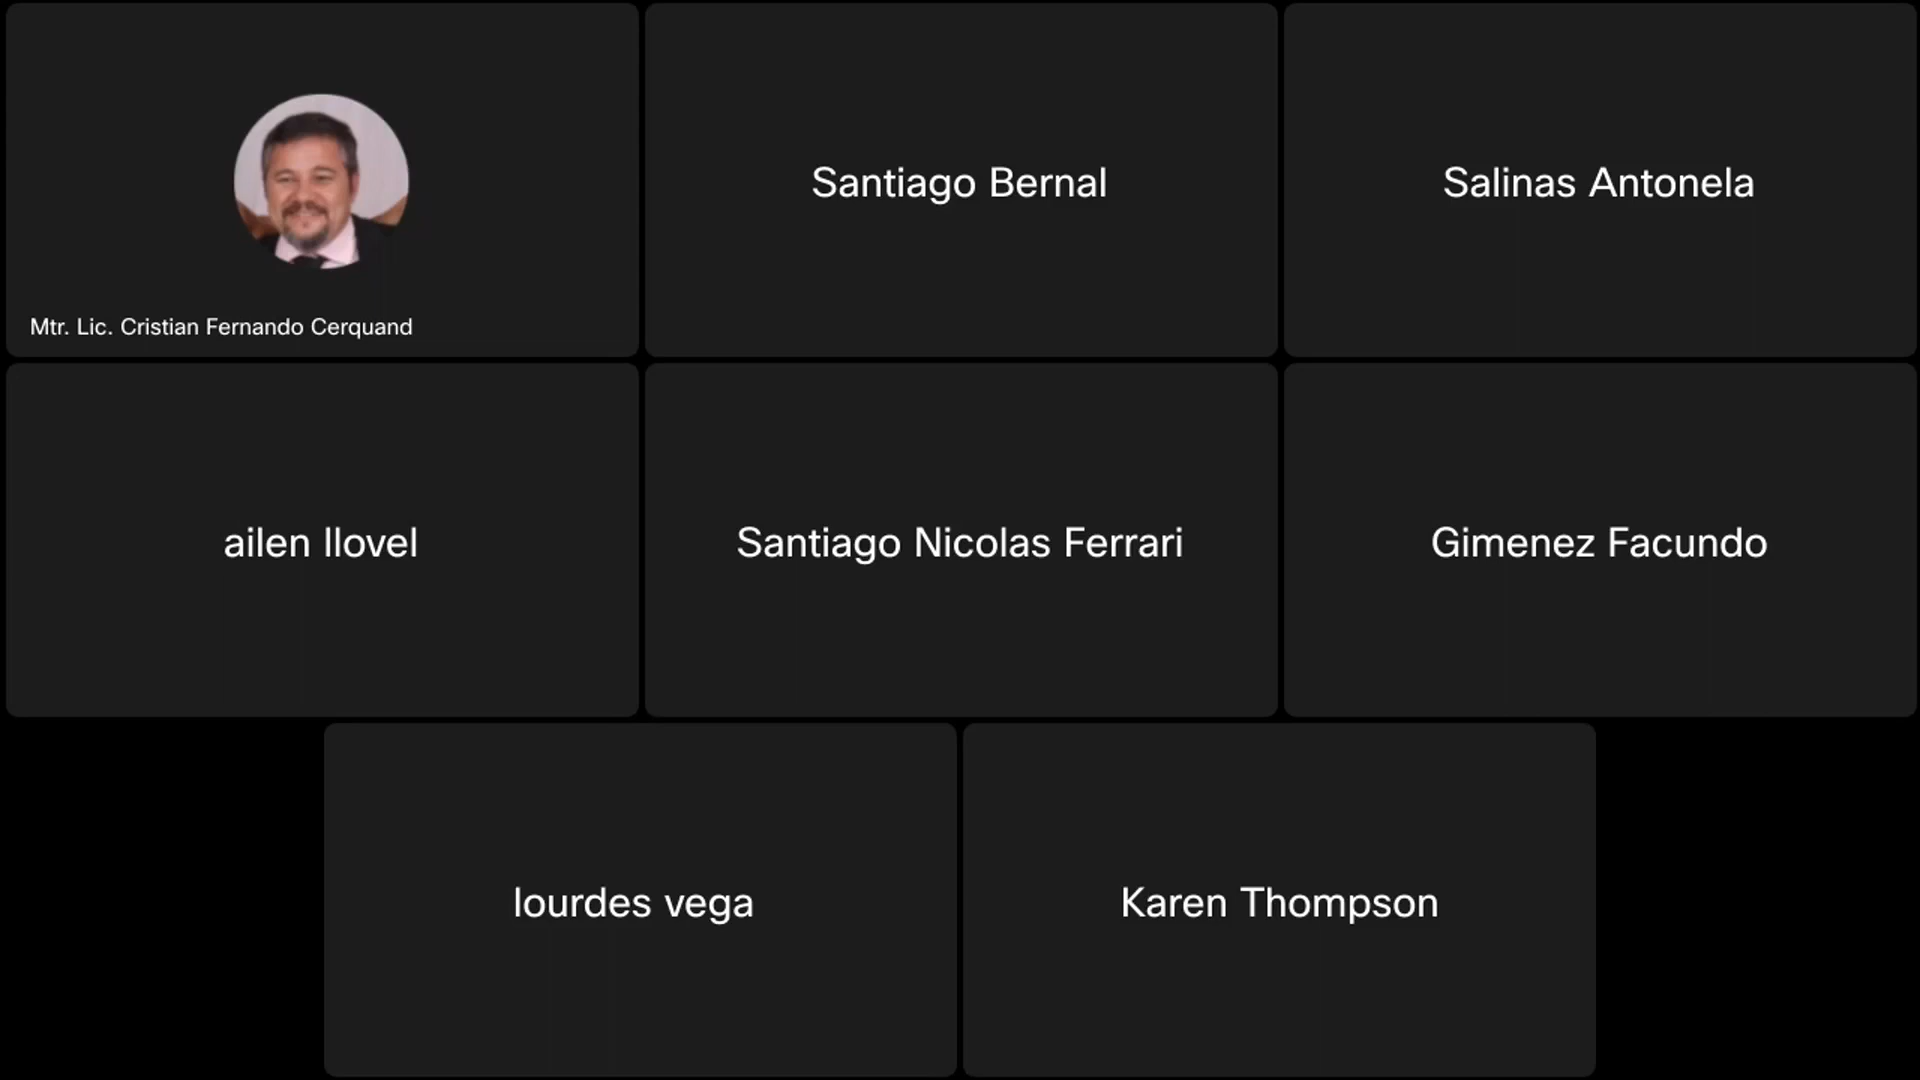 Mtr. Lic. Cristian Fernando Cerquand
Santiago Bernal
Salinas Antonela
ailen llovel
Santiago Nicolas Ferrari
Gimenez Facundo
lourdes vega
Karen Thompson